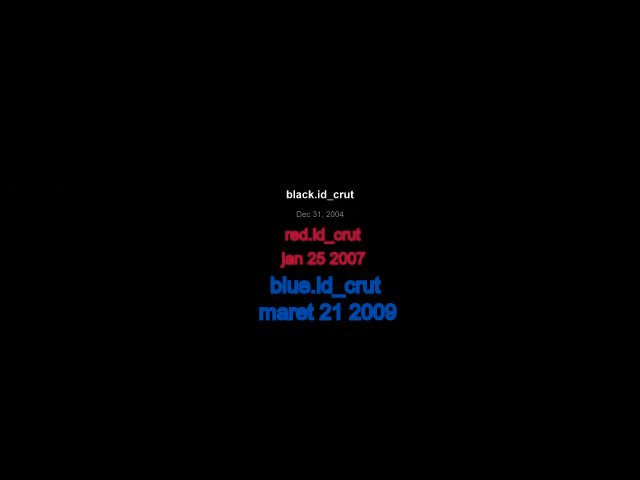 black.id_crut
Dec 31, 2004
red.id_crut
jan 25 2007
blue.id_crut
maret 21 2009